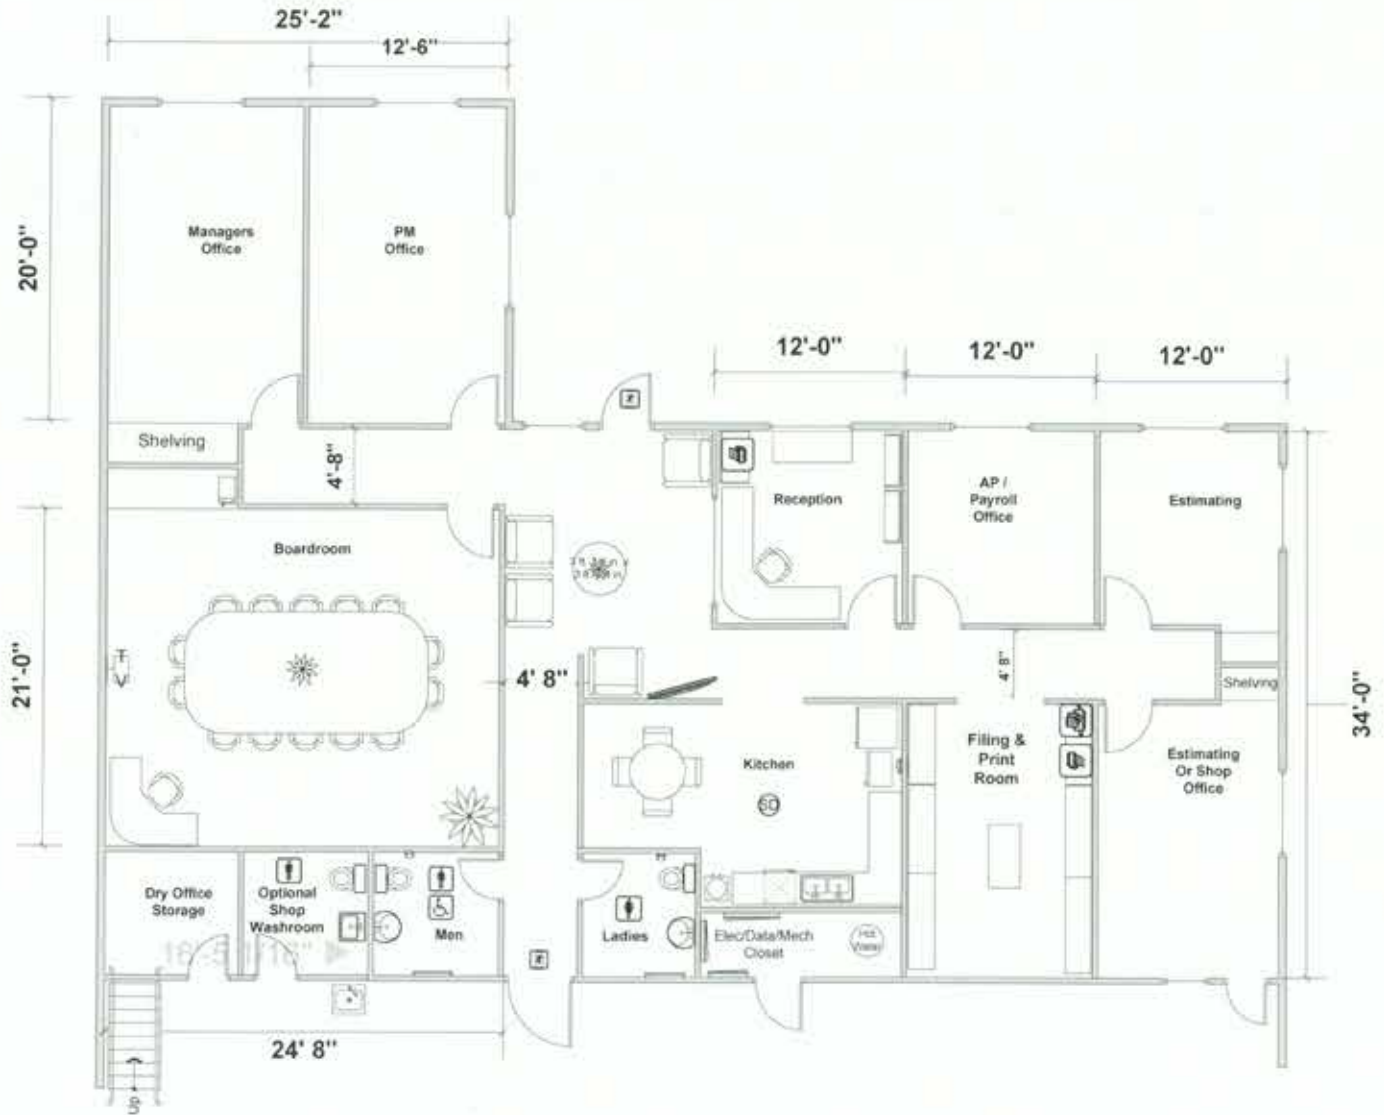 25'-2"
12'-6"
20'-0"
Managers
Office
PM
Office
12'-0"
12'-0"
12'-0"
Shelving
4'-8"
Reception
AP /
Payroll
Office
Estimating
Boardroom
21'-0"
T
V
4' 8"
4' 8"
Shelving
34'-0"
Kitchen
SD
Filing &
Print
Room
Estimating
Or Shop
Office
Dry Office
Storage
Optional
Shop
Washroom
Men
Ladies
Elec/Data/Mech
Closet
Hot
Water
24' 8"
Up